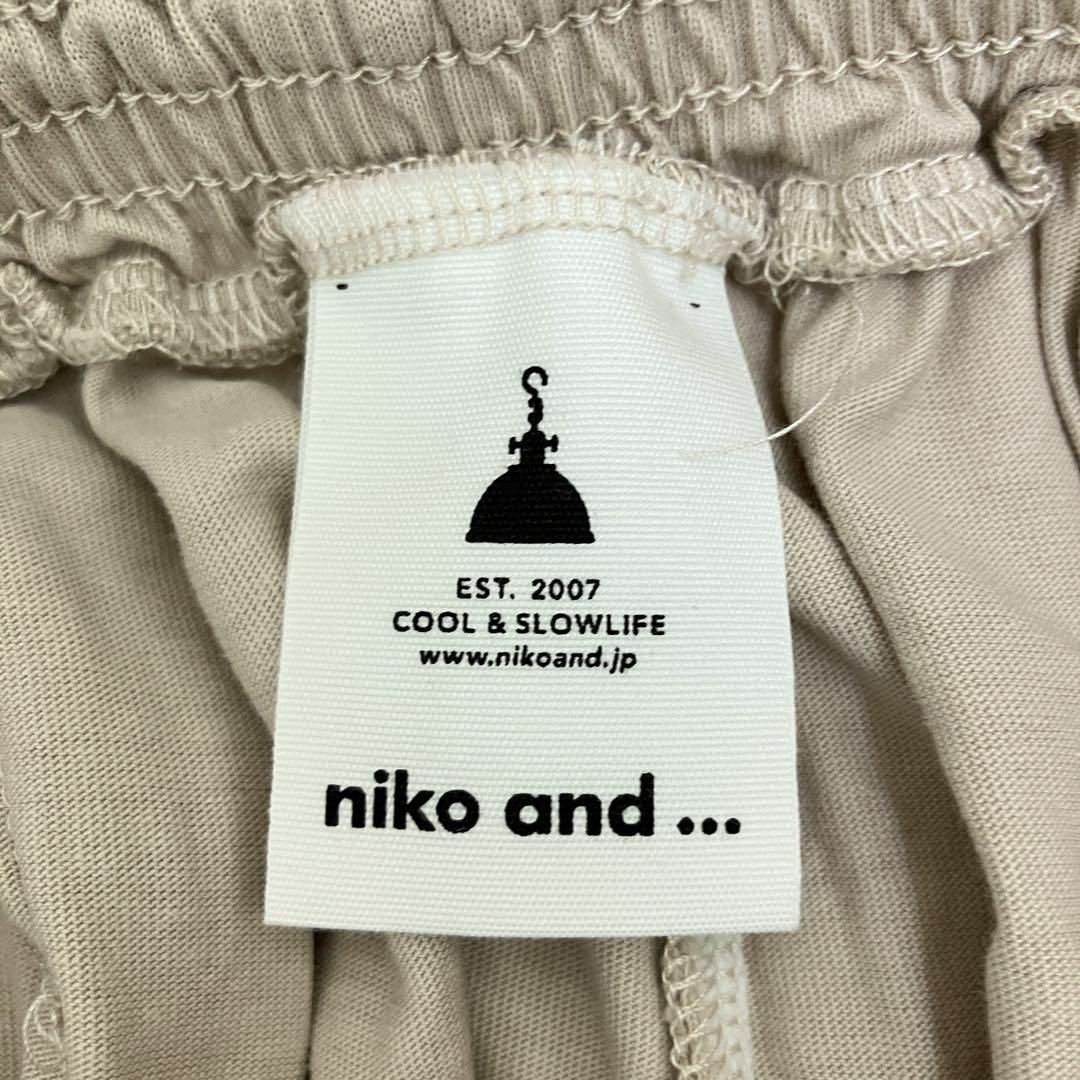 EST. 2007
COOL & SLOWLIFE
www.nikoand.jp
niko and ...